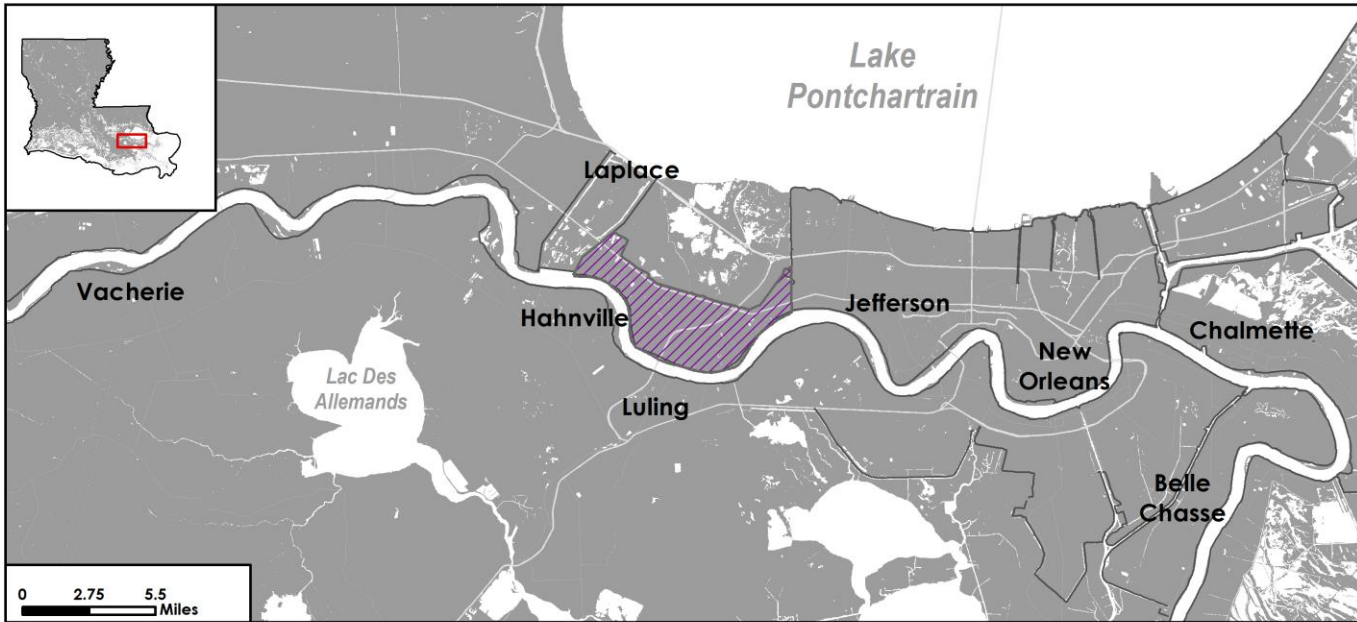 Lake
Pontchartrain
Laplace
Vacherie
Hahnville
Jefferson
Chalmette
New
Orleans
Lac Des
Allemands
Luling
Belle
Chasse
0 2.75 5.5
Miles